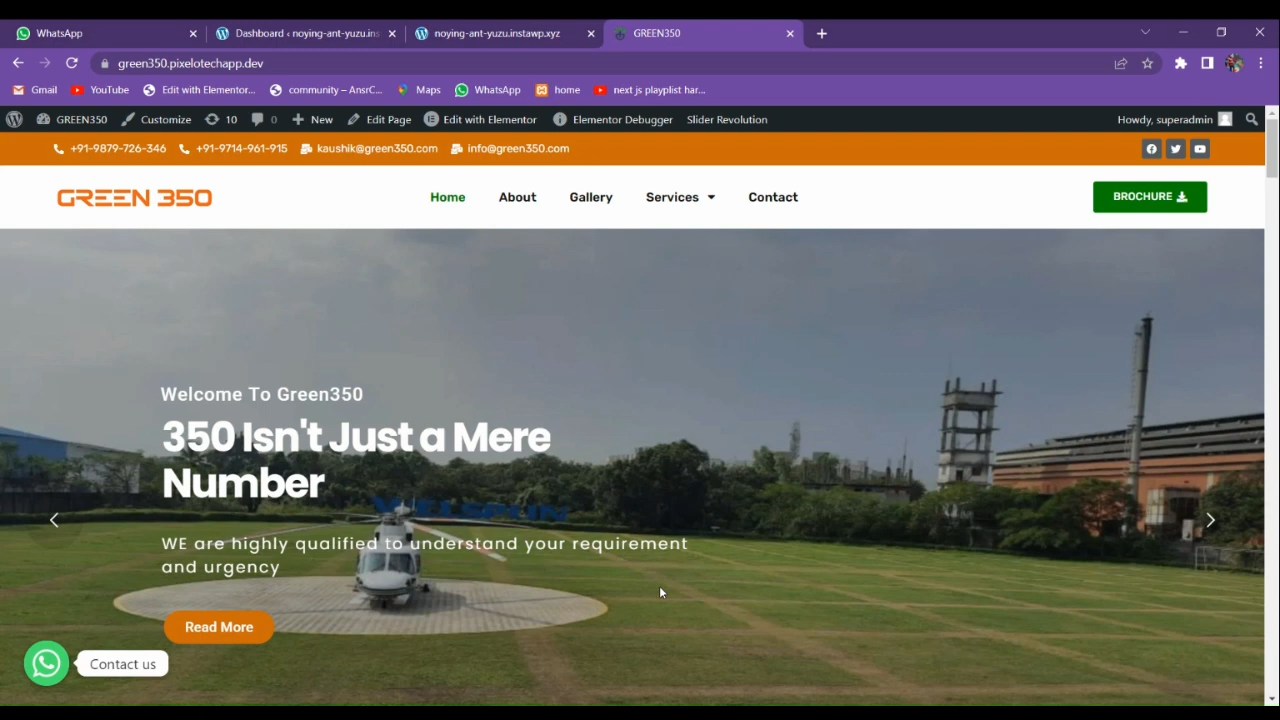 WhatsApp
Dashboard ‹ noying-ant-yuzu.ins
noying-ant-yuzu.instawp.xyz
GREEN350
green350.pixelotechapp.dev
Gmail
YouTube
Edit with Elementor...
community – AnsrC...
Maps
WhatsApp
home
next js playplist har...
GREEN350
Customize
10
0
New
Edit Page
Edit with Elementor
Elementor Debugger
Slider Revolution
Howdy, superadmin
+91-9879-726-346
+91-9714-961-915
kaushik@green350.com
info@green350.com
GREEN 350
Home
About
Gallery
Services
Contact
BROCHURE
Welcome To Green350
350 Isn't Just a Mere
Number
WELSPUN
WE are highly qualified to understand your requirement
and urgency
Read More
Contact us